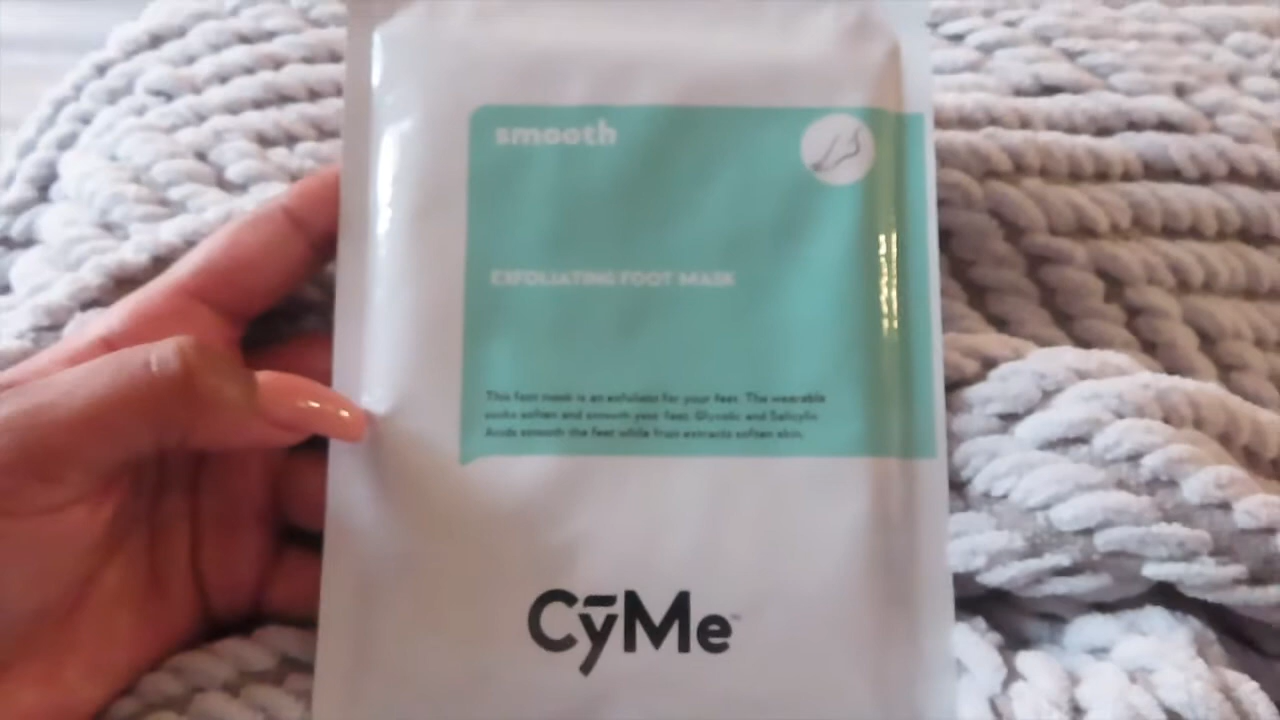 smooth
EXFOLIATING FOOT MASK
This foot mask is an exfoliator for your feet. The wearable
socks soften and smooth your feet. Glycolic and Salicylic
Acids smooth the feet while fruit extracts soften skin.
CȳMe™